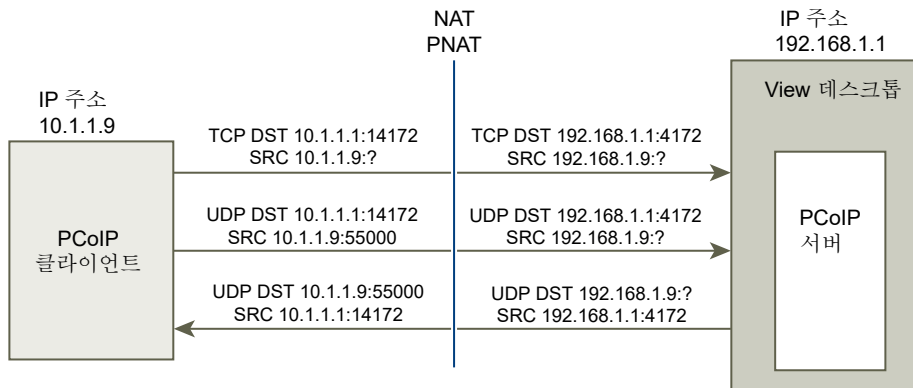 NAT
PNAT
IP 주소
192.168.1.1
IP 주소
10.1.1.9
View 데스크톱
TCP DST 10.1.1.1:14172
SRC 10.1.1.9:?
TCP DST 192.168.1.1:4172
SRC 192.168.1.9:?
PCoIP
클라이언트
UDP DST 10.1.1.1:14172
SRC 10.1.1.9:55000
UDP DST 192.168.1.1:4172
SRC 192.168.1.9:?
PCoIP
서버
UDP DST 10.1.1.9:55000
SRC 10.1.1.1:14172
UDP DST 192.168.1.9:?
SRC 192.168.1.1:4172